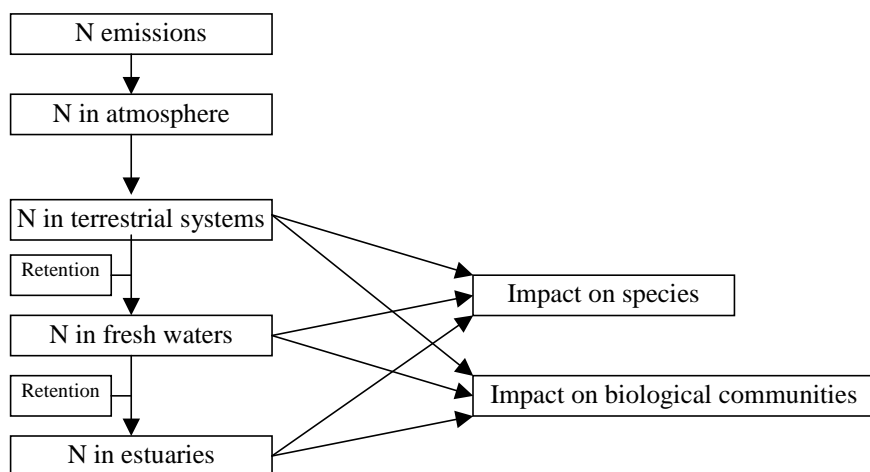 N emissions
N in atmosphere
N in terrestrial systems
Retention
Impact on species
N in fresh waters
Retention
Impact on biological communities
N in estuaries